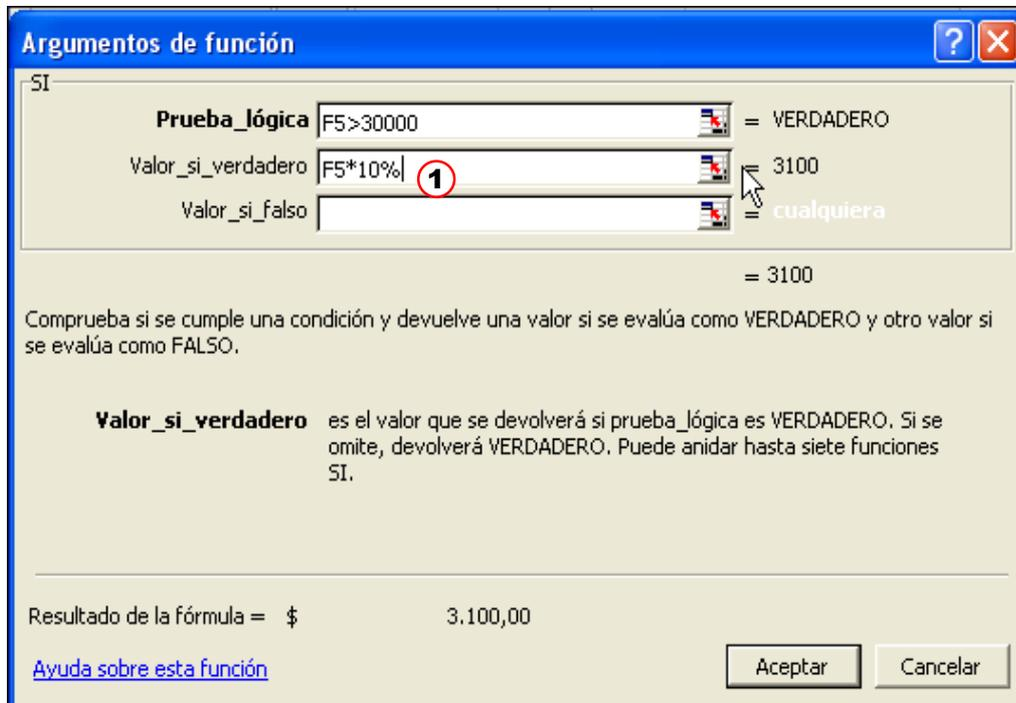 Argumentos de función
SI
Prueba_lógica F5>30000 = VERDADERO
Valor_si_verdadero F5*10% 1 = 3100
Valor_si_falso = cualquiera
= 3100
Comprueba si se cumple una condición y devuelve una valor si se evalúa como VERDADERO y otro valor si
se evalúa como FALSO.
Valor_si_verdadero es el valor que se devolverá si prueba_lógica es VERDADERO. Si se
omite, devolverá VERDADERO. Puede anidar hasta siete funciones
SI.
Resultado de la fórmula = $ 3.100,00
Ayuda sobre esta función Aceptar Cancelar